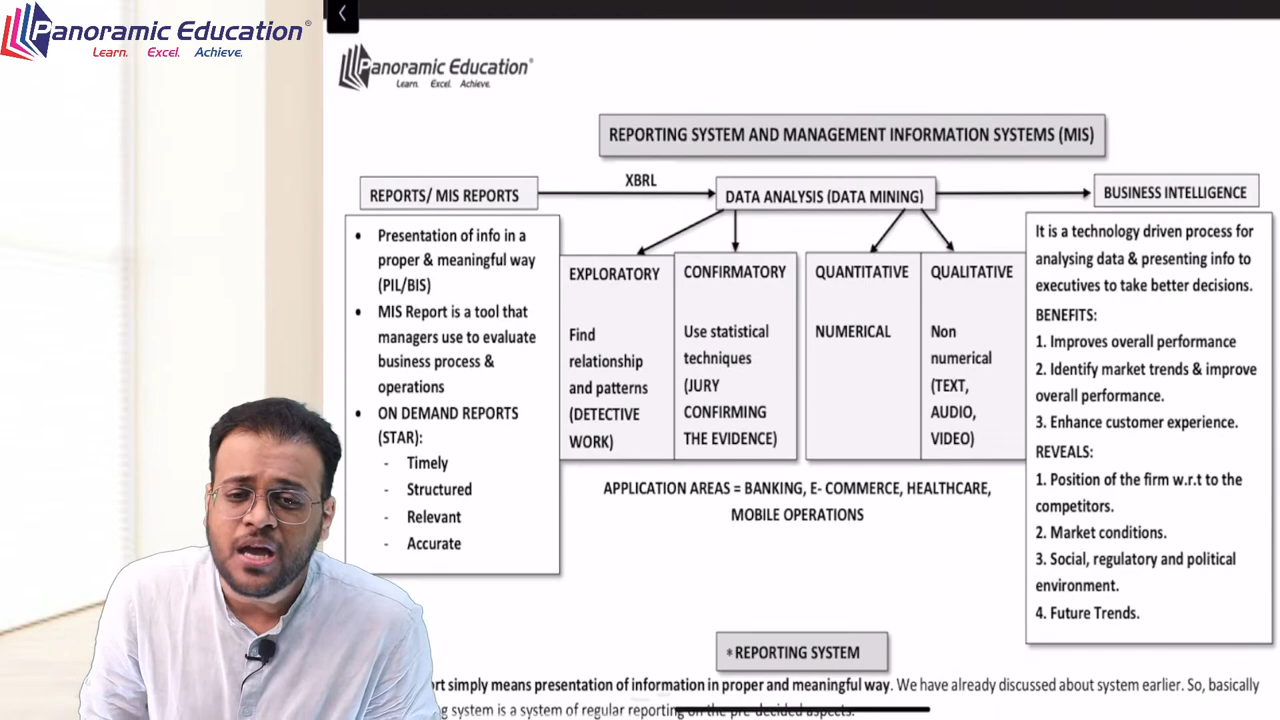 Panoramic Education®
Learn. Excel. Achieve.
Panoramic Education®
Learn. Excel. Achieve.
REPORTING SYSTEM AND MANAGEMENT INFORMATION SYSTEMS (MIS)
REPORTS/ MIS REPORTS
XBRL
DATA ANALYSIS (DATA MINING)
BUSINESS INTELLIGENCE
• Presentation of info in a
proper & meaningful way
(PIL/BIS)
• MIS Report is a tool that
managers use to evaluate
business process &
operations
• ON DEMAND REPORTS
(STAR):
- Timely
- Structured
- Relevant
- Accurate
EXPLORATORY
Find
relationship
and patterns
(DETECTIVE
WORK)
CONFIRMATORY
Use statistical
techniques
(JURY
CONFIRMING
THE EVIDENCE)
QUANTITATIVE
NUMERICAL
QUALITATIVE
Non
numerical
(TEXT,
AUDIO,
VIDEO)
APPLICATION AREAS = BANKING, E- COMMERCE, HEALTHCARE,
MOBILE OPERATIONS
It is a technology driven process for
analysing data & presenting info to
executives to take better decisions.
BENEFITS:
1. Improves overall performance
2. Identify market trends & improve
overall performance.
3. Enhance customer experience.
REVEALS:
1. Position of the firm w.r.t to the
competitors.
2. Market conditions.
3. Social, regulatory and political
environment.
4. Future Trends.
*REPORTING SYSTEM
simply means presentation of information in proper and meaningful way. We have already discussed about system earlier. So, basically
system is a system of regular reporting on the pre-decided aspects.